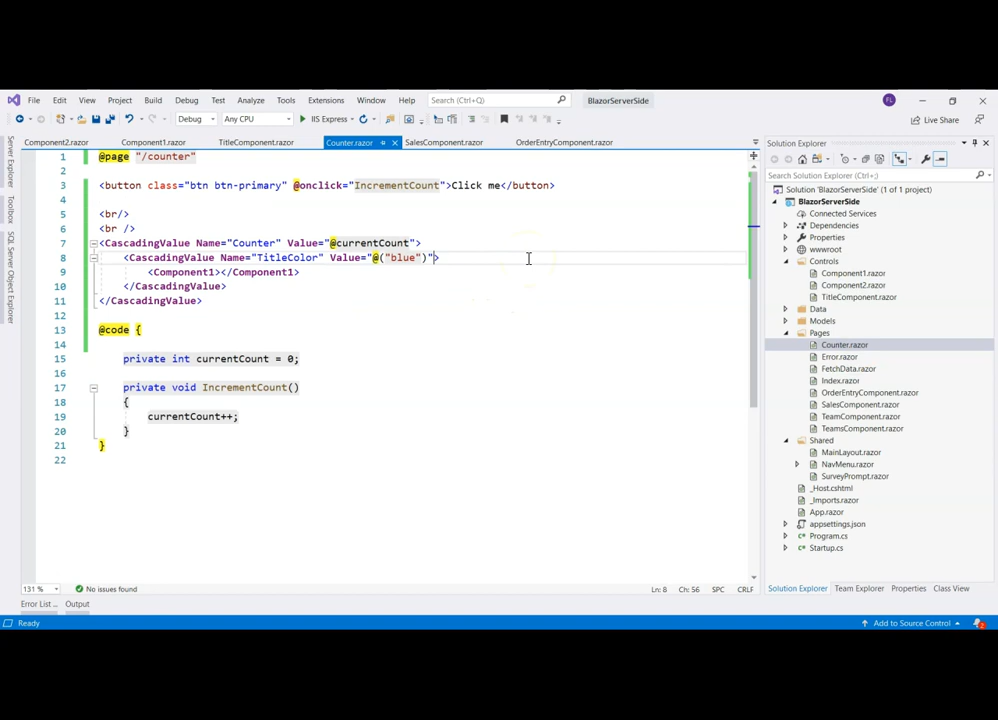 File Edit View Project Build Debug Test Analyze Tools Extensions Window Help Search (Ctrl+Q) BlazorServerSide FL
Debug Any CPU IIS Express Live Share
Component2.razor Component1.razor TitleComponent.razor Counter.razor SalesComponent.razor OrderEntryComponent.razor
Server Explorer
Toolbox
SQL Server Object Explorer
1 @page "/counter"
2
3 <button class="btn btn-primary" @onclick="IncrementCount">Click me</button>
4
5 <br/>
6 <br />
7 <CascadingValue Name="Counter" Value="@currentCount">
8 <CascadingValue Name="TitleColor" Value="@("blue")">
9 <Component1></Component1>
10 </CascadingValue>
11 </CascadingValue>
12
13 @code {
14
15 private int currentCount = 0;
16
17 private void IncrementCount()
18 {
19 currentCount++;
20 }
21 }
22
131 % No issues found Ln: 8 Ch: 56 SPC CRLF
Error List ... Output
Ready
Solution Explorer
Search Solution Explorer (Ctrl+;)
Solution 'BlazorServerSide' (1 of 1 project)
BlazorServerSide
Connected Services
Dependencies
Properties
wwwroot
Controls
Component1.razor
Component2.razor
TitleComponent.razor
Data
Models
Pages
Counter.razor
Error.razor
FetchData.razor
Index.razor
OrderEntryComponent.razor
SalesComponent.razor
TeamComponent.razor
TeamsComponent.razor
Shared
MainLayout.razor
NavMenu.razor
SurveyPrompt.razor
_Host.cshtml
_Imports.razor
App.razor
appsettings.json
Program.cs
Startup.cs
Solution Explorer Team Explorer Properties Class View
Add to Source Control 2